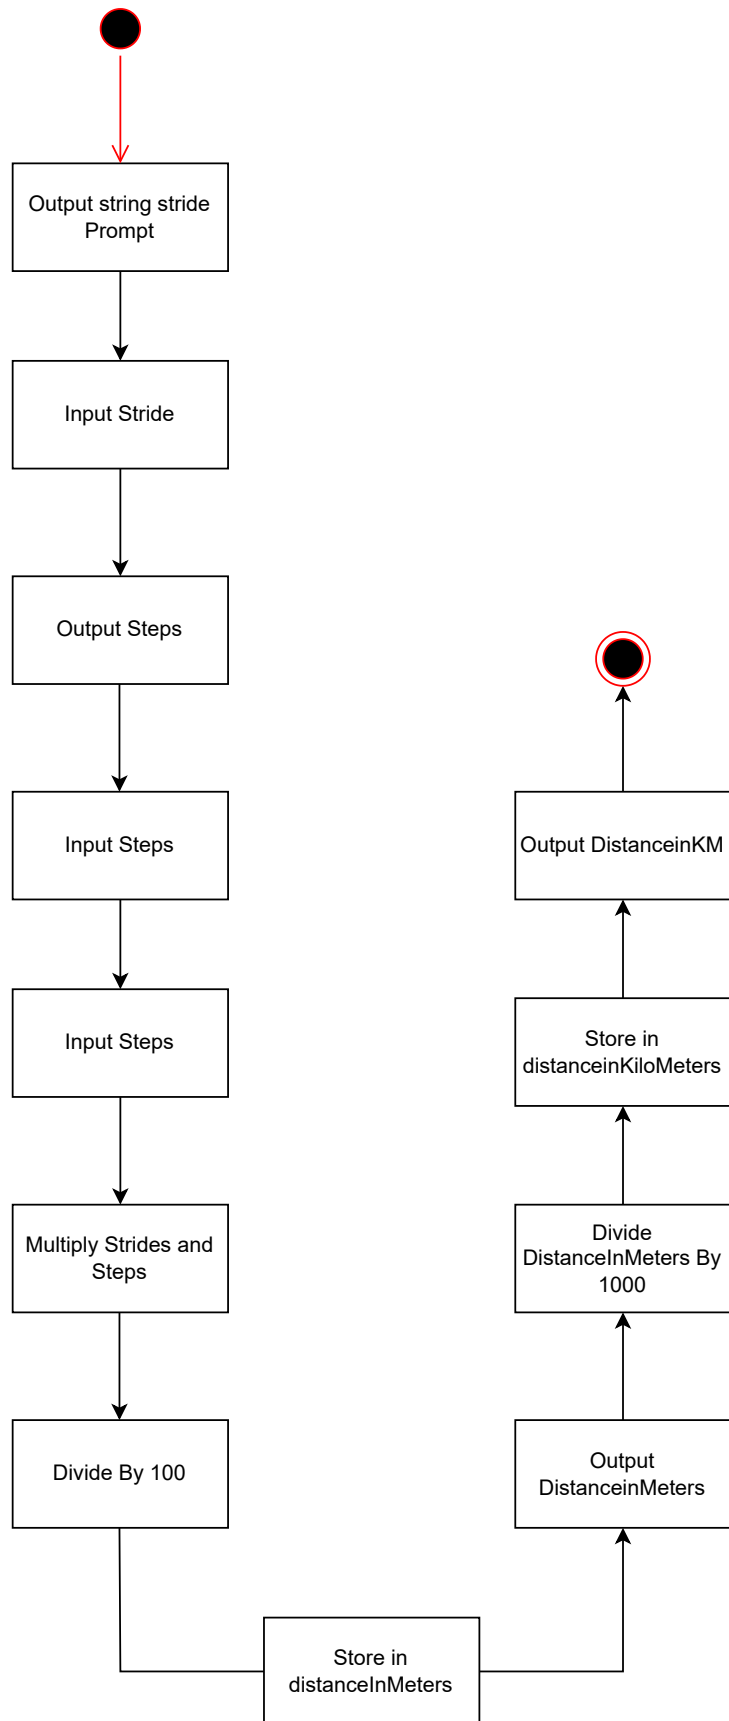 Output string stride
Prompt
Input Stride
Output Steps
Input Steps
Input Steps
Multiply Strides and
Steps
Divide By 100
Store in
distanceInMeters
Output
DistanceinMeters
Divide
DistanceInMeters By
1000
Store in
distanceinKiloMeters
Output DistanceinKM